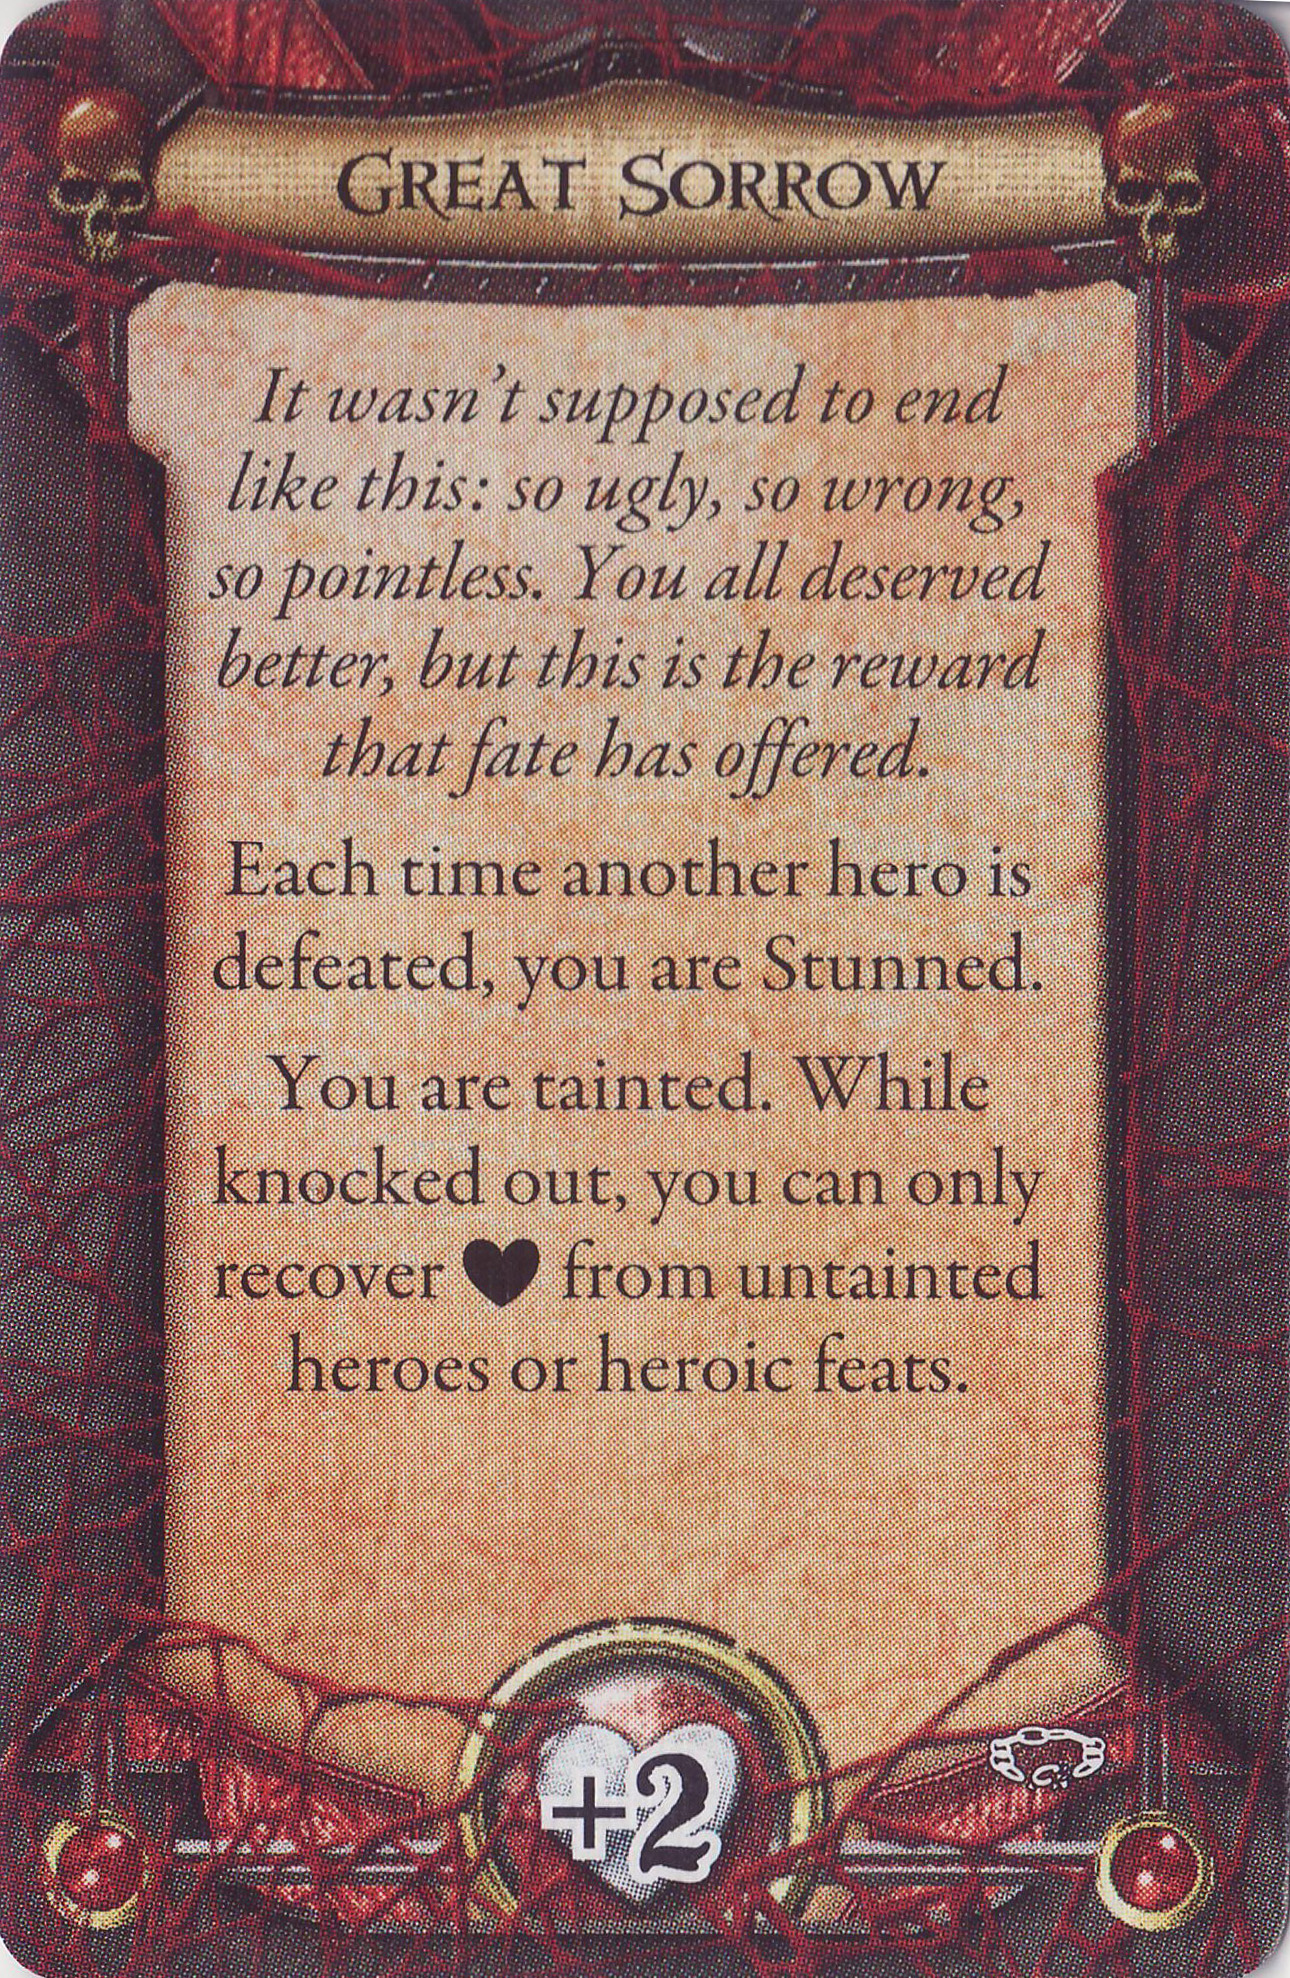 GREAT SORROW
It wasn't supposed to end
like this: so ugly, so wrong,
so pointless. You all deserved
better, but this is the reward
that fate has offered.
Each time another hero is
defeated, you are Stunned.
You are tainted. While
knocked out, you can only
recover ♥ from untainted
heroes or heroic feats.
+2